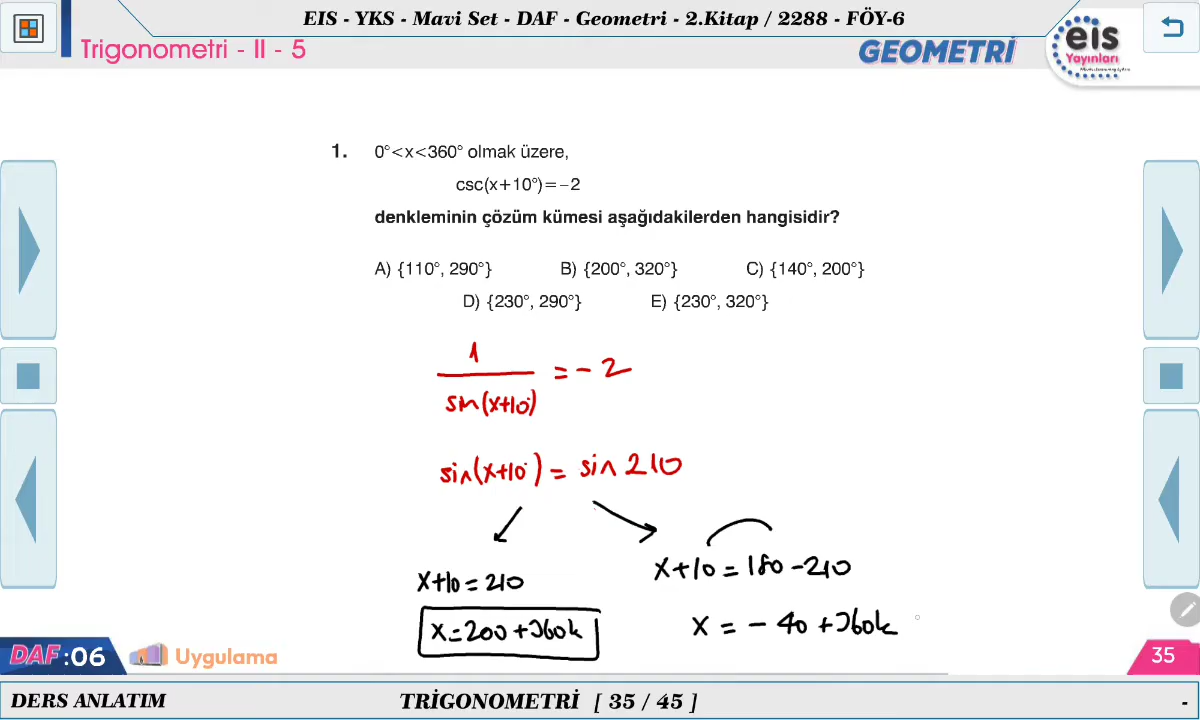 EIS - YKS - Mavi Set - DAF - Geometri - 2.Kitap / 2288 - FÖY-6
Trigonometri - II - 5
GEOMETRİ
eis
Yayınları
1. 0°<x<360° olmak üzere,
csc(x+10°)=−2
denkleminin çözüm kümesi aşağıdakilerden hangisidir?
A) {110°, 290°} B) {200°, 320°} C) {140°, 200°}
D) {230°, 290°} E) {230°, 320°}
1
= - 2
sin(x+10°)
sin(x+10°) = sin 210
x+10 = 210
x+10 = 180 - 210
x = 200 + 360k
x = - 40 + 360k
DAF:06 Uygulama
35
DERS ANLATIM
TRİGONOMETRİ [ 35 / 45 ]
-